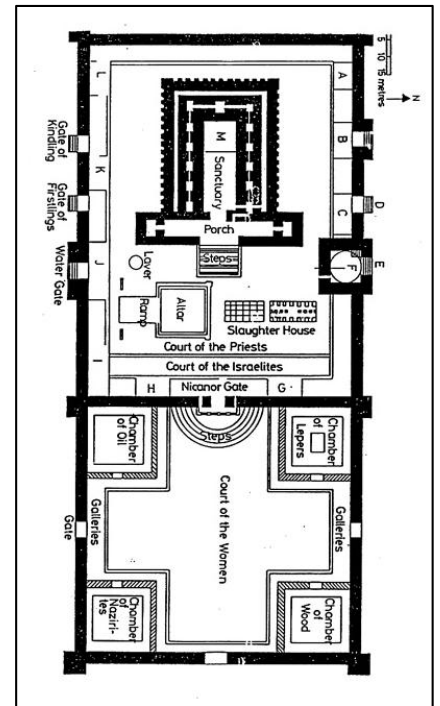 5 10 15 metres
N
L
A
Gate of Kindling
B
M
K
Sanctuary
Gate of Firstlings
C
D
Porch
Water Gate
J
Laver
Steps
F
E
Ramp
Altar
Slaughter House
Court of the Priests
I
Court of the Israelites
H
Nicanor Gate
G
Chamber of Oil
Steps
Chamber of Lepers
Gate
Galleries
Court of the Women
Galleries
Chamber of Naziri-
tes
Chamber of Wood